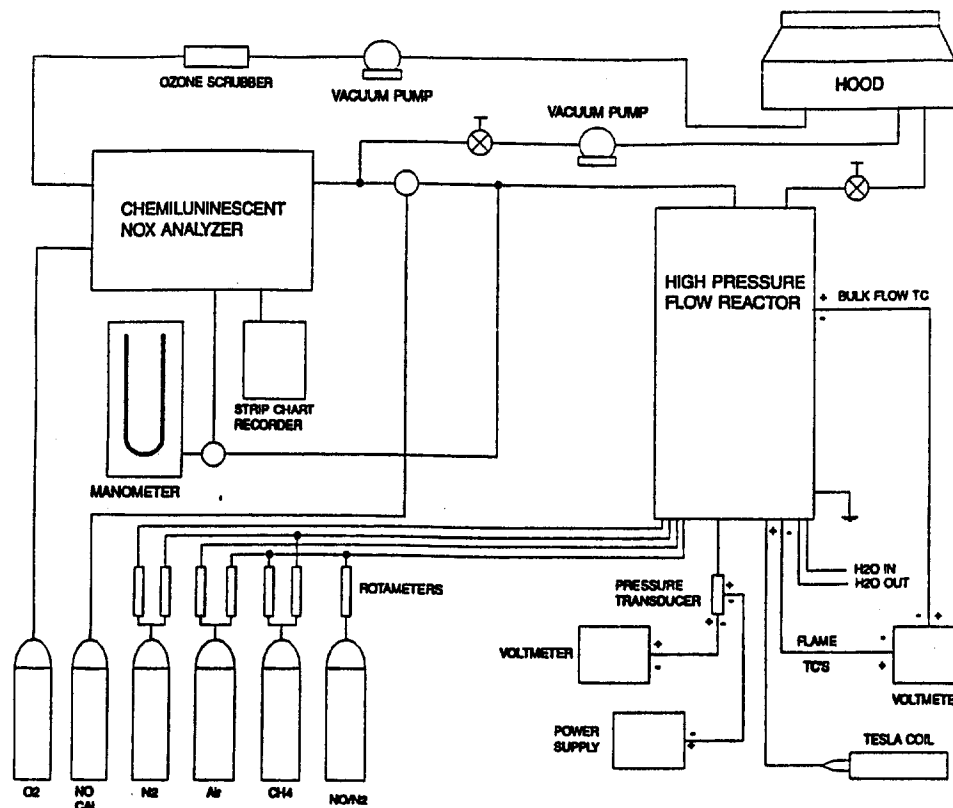 OZONE SCRUBBER
VACUUM PUMP
HOOD
VACUUM PUMP
CHEMILUNINESCENT
NOX ANALYZER
HIGH PRESSURE
FLOW REACTOR
+ BULK FLOW TC
-
STRIP CHART
RECORDER
MANOMETER
+ -
H2O IN
H2O OUT
ROTAMETERS
PRESSURE
TRANSDUCER
+
-
+ -
- +
VOLTMETER
+
-
FLAME
TC'S
-
+
VOLTMETE
POWER
SUPPLY
-
+
TESLA COIL
O2
NO
CAL
N2
Air
CH4
NO/N2